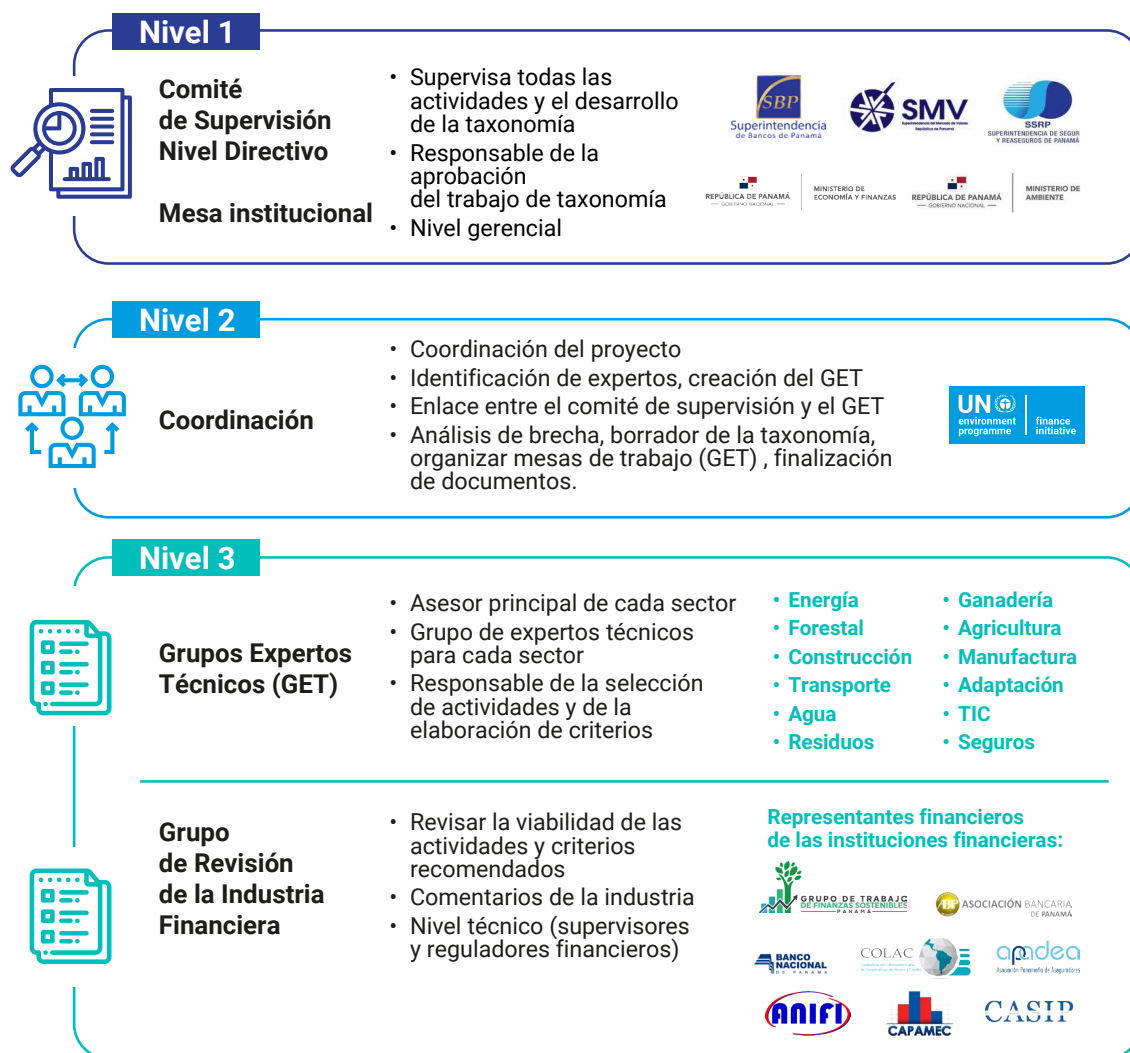 Nivel 1
Comité
de Supervisión
Nivel Directivo
Mesa institucional
• Supervisa todas las
actividades y el desarrollo
de la taxonomía
• Responsable de la
aprobación
del trabajo de taxonomía
• Nivel gerencial
SBP
Superintendencia
de Bancos de Panamá
SMV
Superintendencia del Mercado de Valores
República de Panamá
SSRP
SUPERINTENDENCIA DE SEGUR
Y REASEGUROS DE PANAMÁ
REPÚBLICA DE PANAMÁ
— GOBIERNO NACIONAL —
MINISTERIO DE
ECONOMÍA Y FINANZAS
REPÚBLICA DE PANAMÁ
— GOBIERNO NACIONAL —
MINISTERIO DE
AMBIENTE
Nivel 2
Coordinación
• Coordinación del proyecto
• Identificación de expertos, creación del GET
• Enlace entre el comité de supervisión y el GET
• Análisis de brecha, borrador de la taxonomía,
organizar mesas de trabajo (GET) , finalización
de documentos.
UN
environment
programme
finance
initiative
Nivel 3
Grupos Expertos
Técnicos (GET)
• Asesor principal de cada sector
• Grupo de expertos técnicos
para cada sector
• Responsable de la selección
de actividades y de la
elaboración de criterios
• Energía
• Forestal
• Construcción
• Transporte
• Agua
• Residuos
• Ganadería
• Agricultura
• Manufactura
• Adaptación
• TIC
• Seguros
Grupo
de Revisión
de la Industria
Financiera
• Revisar la viabilidad de las
actividades y criterios
recomendados
• Comentarios de la industria
• Nivel técnico (supervisores
y reguladores financieros)
Representantes financieros
de las instituciones financieras:
GRUPO DE TRABAJO
DE FINANZAS SOSTENIBLES
PANAMÁ
ABP ASOCIACIÓN BANCARIA
DE PANAMÁ
BANCO
NACIONAL
DE PANAMÁ
COLAC
apadea
Asociación Panameña de Aseguradores
ANIFI
CAPAMEC
CASIP